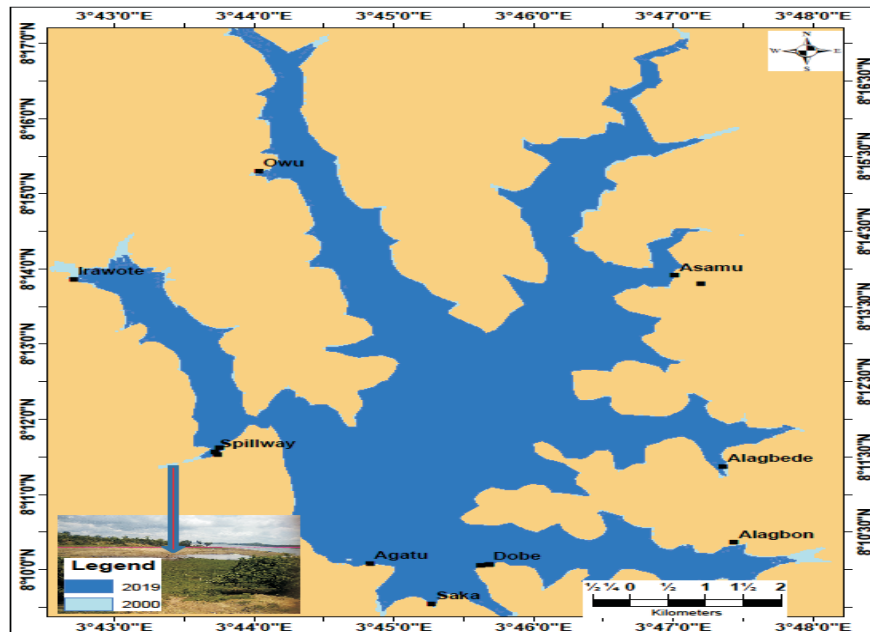 3°43'0"E 3°44'0"E 3°45'0"E 3°46'0"E 3°47'0"E 3°48'0"E
N
W E
S
8°17'0"N
8°16'30"N
8°16'0"N
8°15'30"N
8°15'0"N
8°14'30"N
8°14'0"N
8°13'30"N
8°13'0"N
8°12'30"N
8°12'0"N
8°11'30"N
8°11'0"N
8°10'30"N
8°10'0"N
Owu
Irawote
Asamu
Spillway
Alagbede
Alagbon
Agatu
Dobe
Saka
Legend
2019
2000
½ ¼ 0 ½ 1 1½ 2
Kilometers
3°43'0"E 3°44'0"E 3°45'0"E 3°46'0"E 3°47'0"E 3°48'0"E